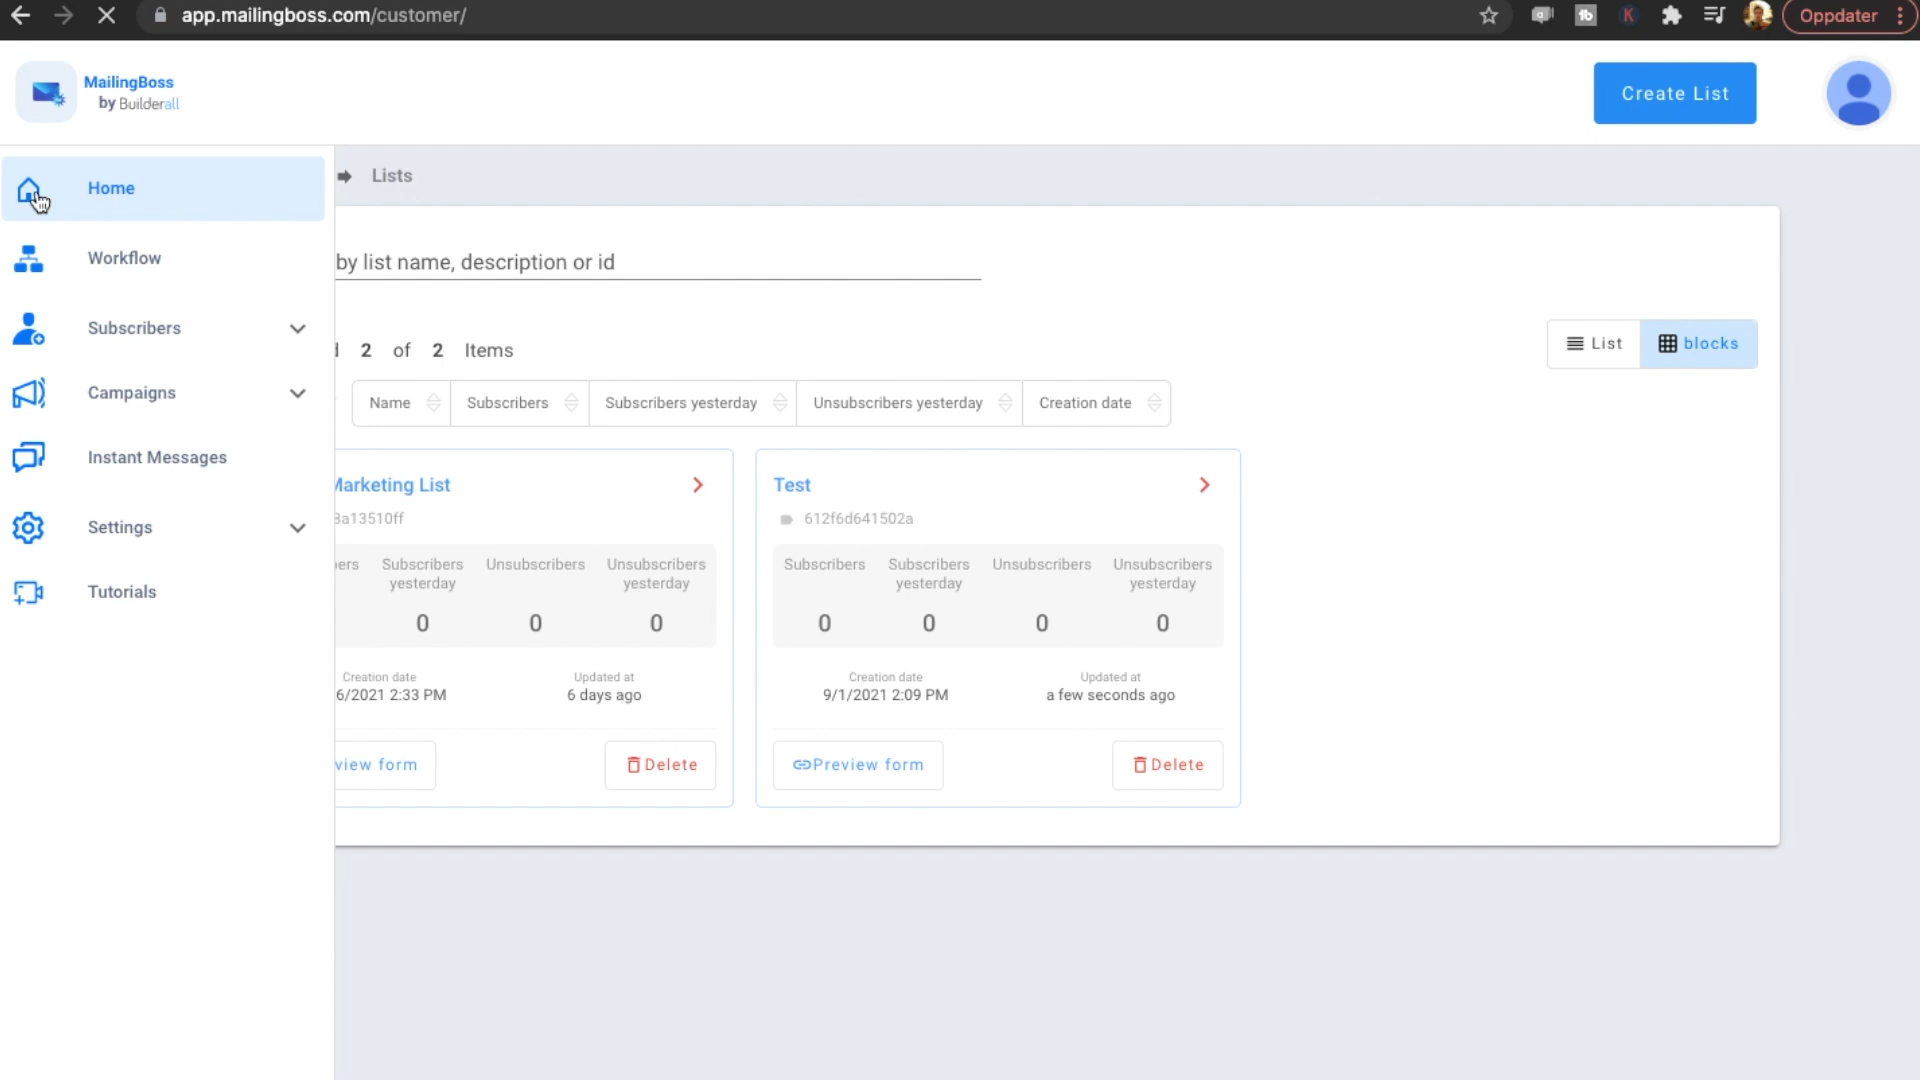 app.mailingboss.com/customer/
Oppdater
MailingBoss
by Builderall
Create List
Home
Lists
Workflow
by list name, description or id
Subscribers
2 of 2 Items
List
blocks
Campaigns
Name
Subscribers
Subscribers yesterday
Unsubscribers yesterday
Creation date
Instant Messages
Marketing List
Test
3a13510ff
612f6d641502a
Settings
ers
Subscribers
yesterday
Unsubscribers
Unsubscribers
yesterday
Subscribers
Subscribers
yesterday
Unsubscribers
Unsubscribers
yesterday
Tutorials
0 0 0
0 0 0 0
Creation date
6/2021 2:33 PM
Updated at
6 days ago
Creation date
9/1/2021 2:09 PM
Updated at
a few seconds ago
view form
Delete
Preview form
Delete